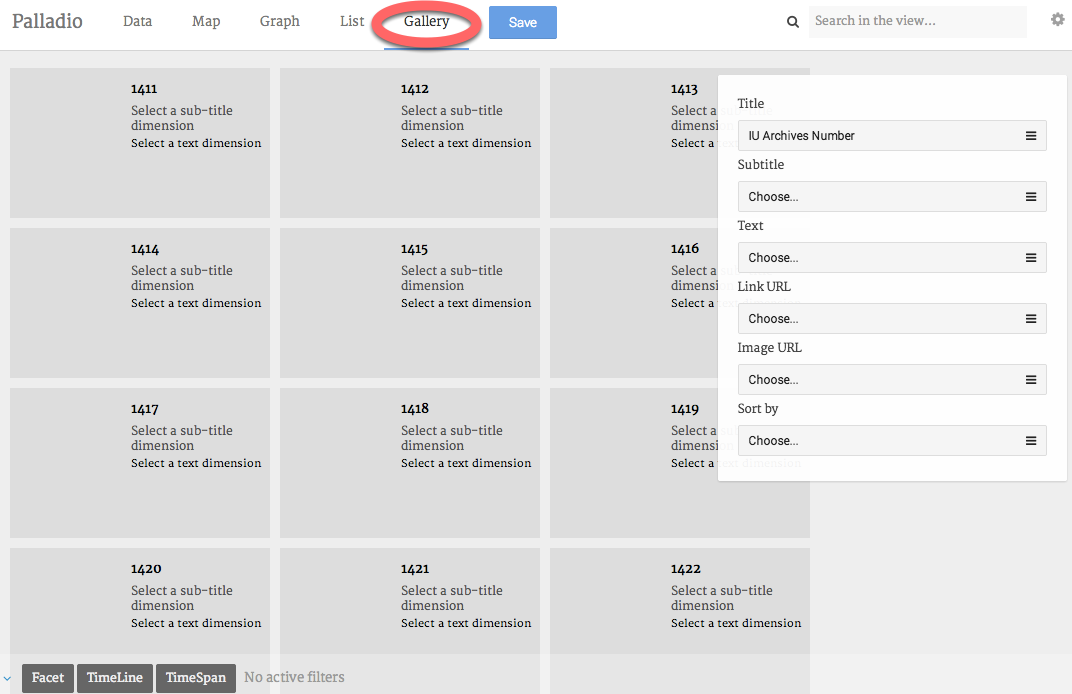 Palladio Data Map Graph List Gallery Save Search in the view...
1411
Select a sub-title
dimension
Select a text dimension
1412
Select a sub-title
dimension
Select a text dimension
1413
Select a
dimensi
Select a
1414
Select a sub-title
dimension
Select a text dimension
1415
Select a sub-title
dimension
Select a text dimension
1416
Select a
dimensi
Select a
1417
Select a sub-title
dimension
Select a text dimension
1418
Select a sub-title
dimension
Select a text dimension
1419
Select a
dimensi
Select a text dimension
1420
Select a sub-title
dimension
Select a text dimension
1421
Select a sub-title
dimension
Select a text dimension
1422
Select a sub-title
dimension
Select a text dimension
Title
IU Archives Number
Subtitle
Choose...
Text
Choose...
Link URL
Choose...
Image URL
Choose...
Sort by
Choose...
Facet TimeLine TimeSpan No active filters